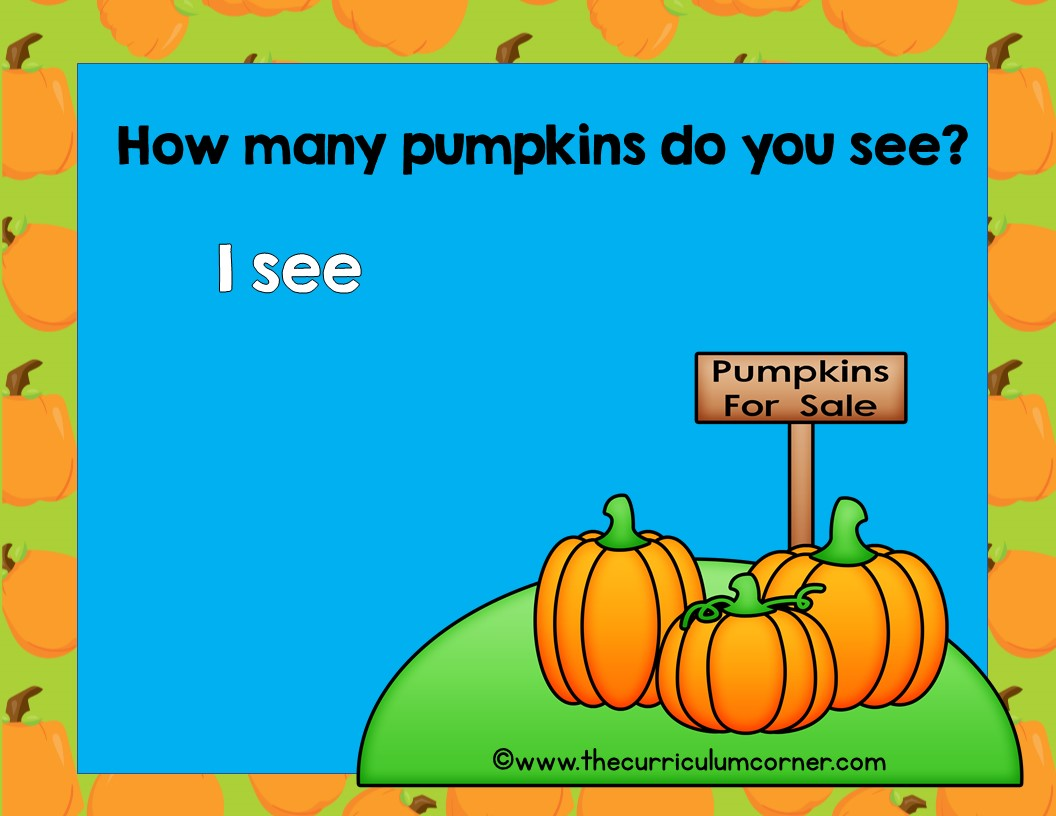 How many pumpkins do you see?
I see
Pumpkins
For Sale
©www.thecurriculumcorner.com